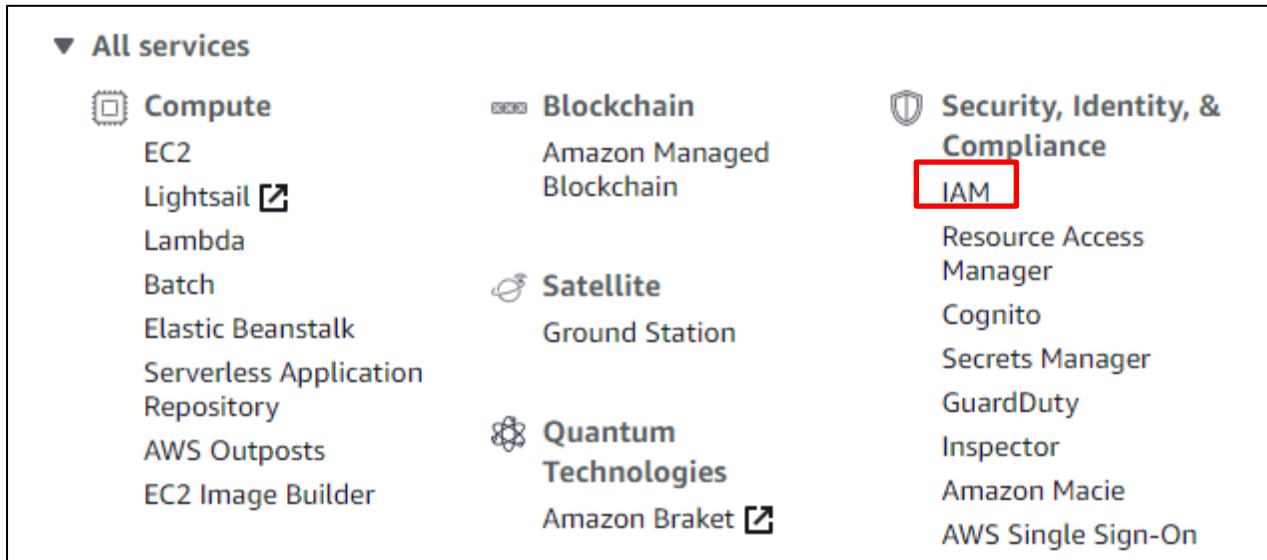 All services
Compute
EC2
Lightsail
Lambda
Batch
Elastic Beanstalk
Serverless Application
Repository
AWS Outposts
EC2 Image Builder
Blockchain
Amazon Managed
Blockchain
Satellite
Ground Station
Quantum
Technologies
Amazon Braket
Security, Identity, &
Compliance
IAM
Resource Access
Manager
Cognito
Secrets Manager
GuardDuty
Inspector
Amazon Macie
AWS Single Sign-On